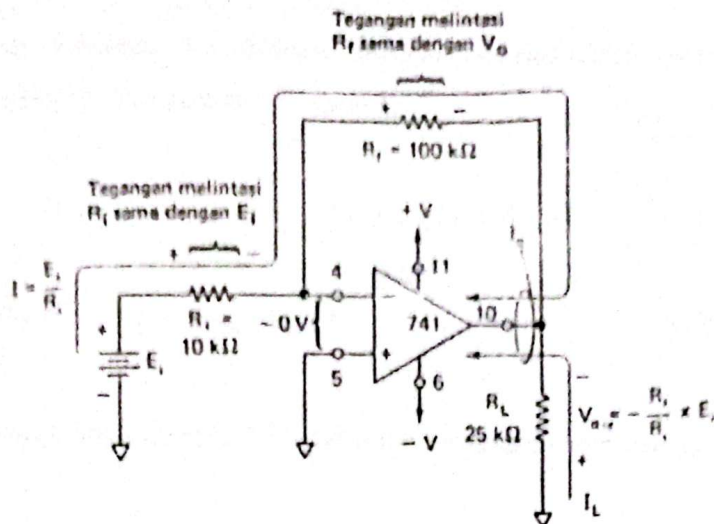 Tegangan melintasi
Rf sama dengan Vo
+ −
Rf = 100 kΩ
Tegangan melintasi
Ri sama dengan Ei
+ −
+ V
I = Ei/Ri
4
−
11
Io
Ri =
10 kΩ
~0V
741
10
+
Ei
−
5
+
6
− V
RL
25 kΩ
−
Vo = − Rf/Ri × Ei
+
IL